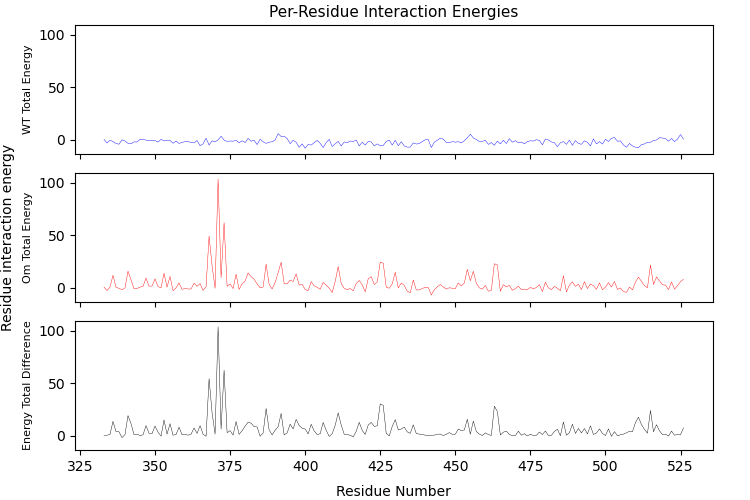 Per-Residue Interaction Energies
Residue interaction energy
WT Total Energy
100
50
0
Om Total Energy
100
50
0
Energy Total Difference
100
50
0
325 350 375 400 425 450 475 500 525
Residue Number